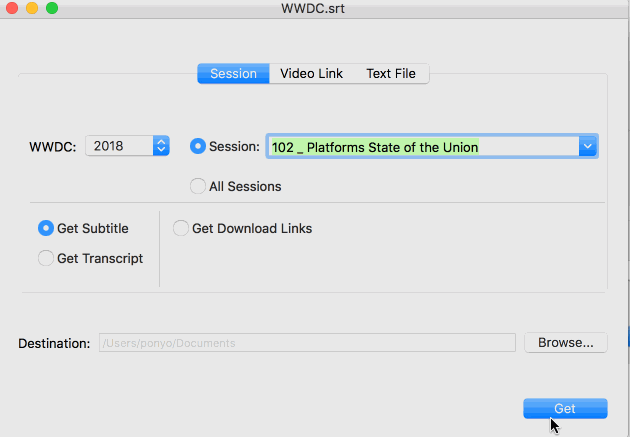 WWDC.srt
Session Video Link Text File
WWDC: 2018 Session: 102 _ Platforms State of the Union
All Sessions
Get Subtitle Get Download Links
Get Transcript
Destination: /Users/ponyo/Documents Browse...
Get